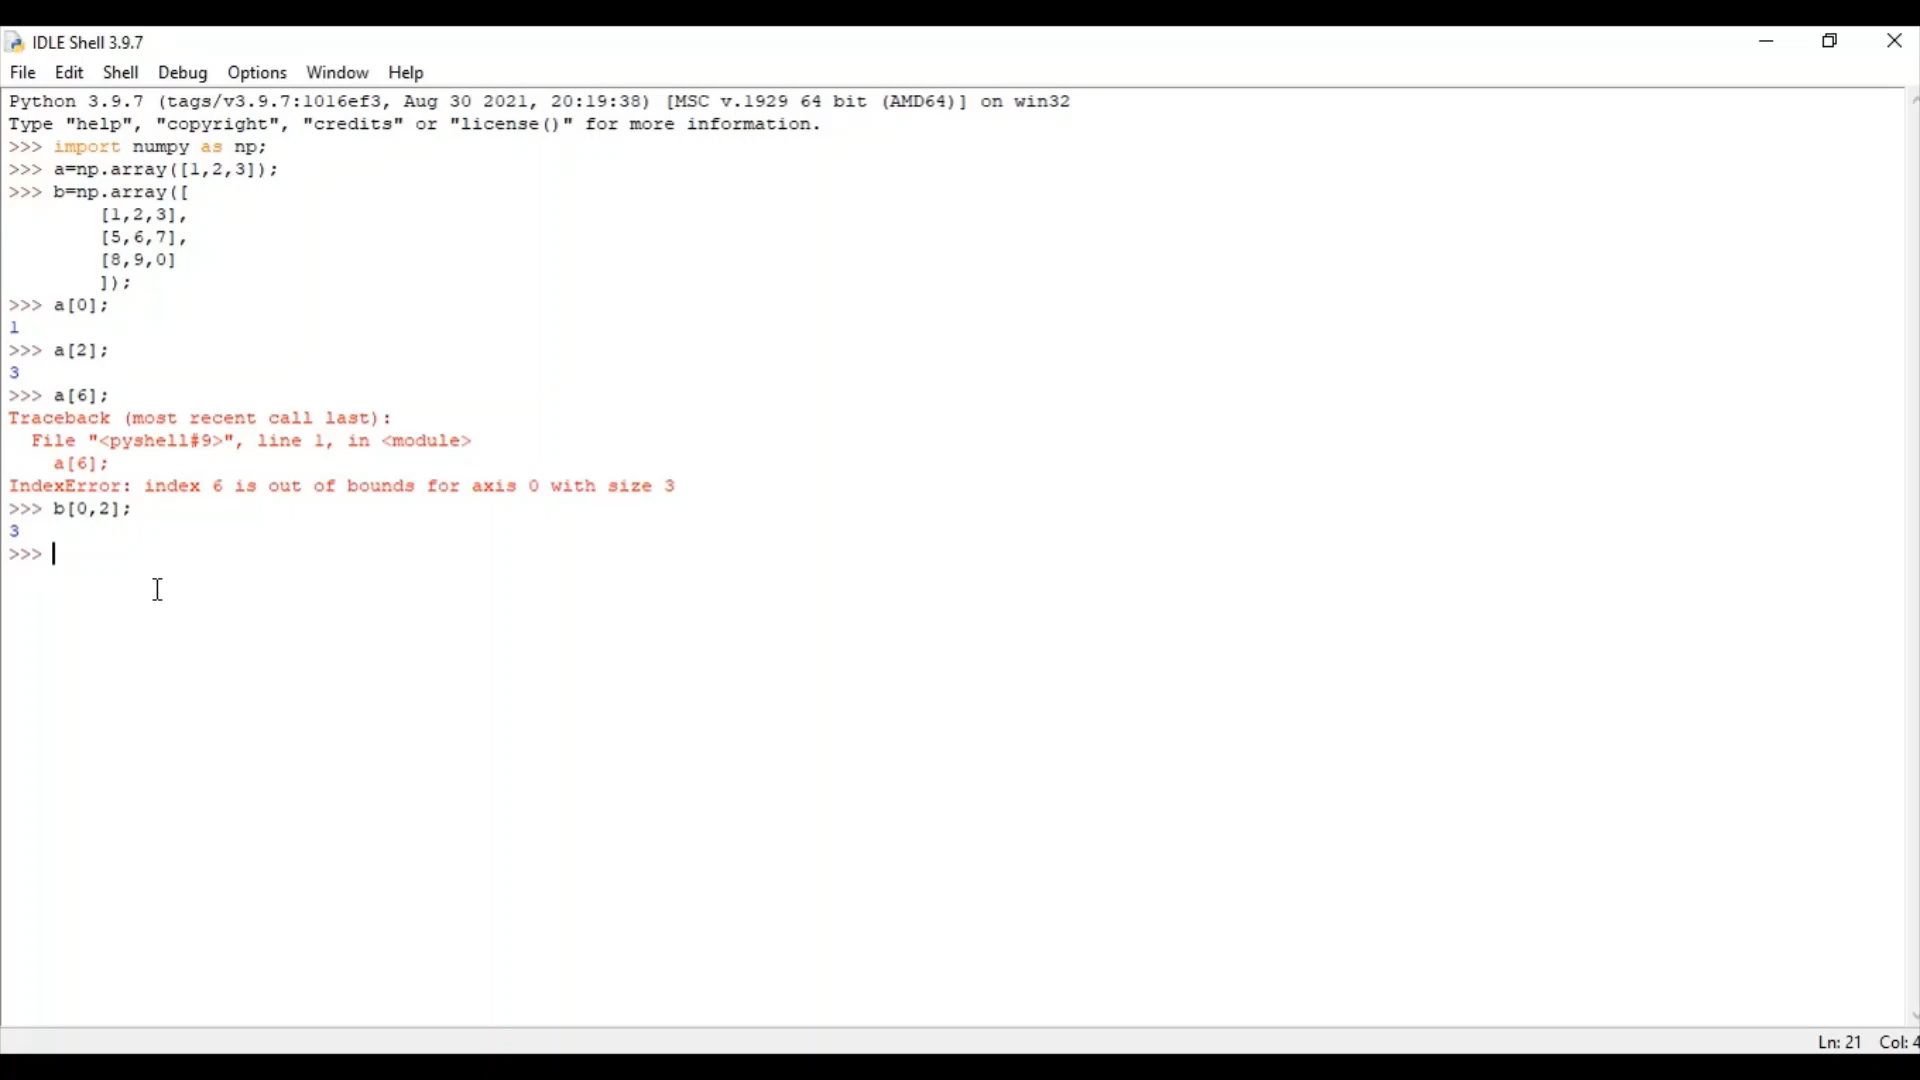 IDLE Shell 3.9.7
File Edit Shell Debug Options Window Help
Python 3.9.7 (tags/v3.9.7:1016ef3, Aug 30 2021, 20:19:38) [MSC v.1929 64 bit (AMD64)] on win32
Type "help", "copyright", "credits" or "license()" for more information.
>>> import numpy as np;
>>> a=np.array([1,2,3]);
>>> b=np.array([
[1,2,3],
[5,6,7],
[8,9,0]
]);
>>> a[0];
1
>>> a[2];
3
>>> a[6];
Traceback (most recent call last):
File "<pyshell#9>", line 1, in <module>
a[6];
IndexError: index 6 is out of bounds for axis 0 with size 3
>>> b[0,2];
3
>>>
Ln: 21 Col: 4